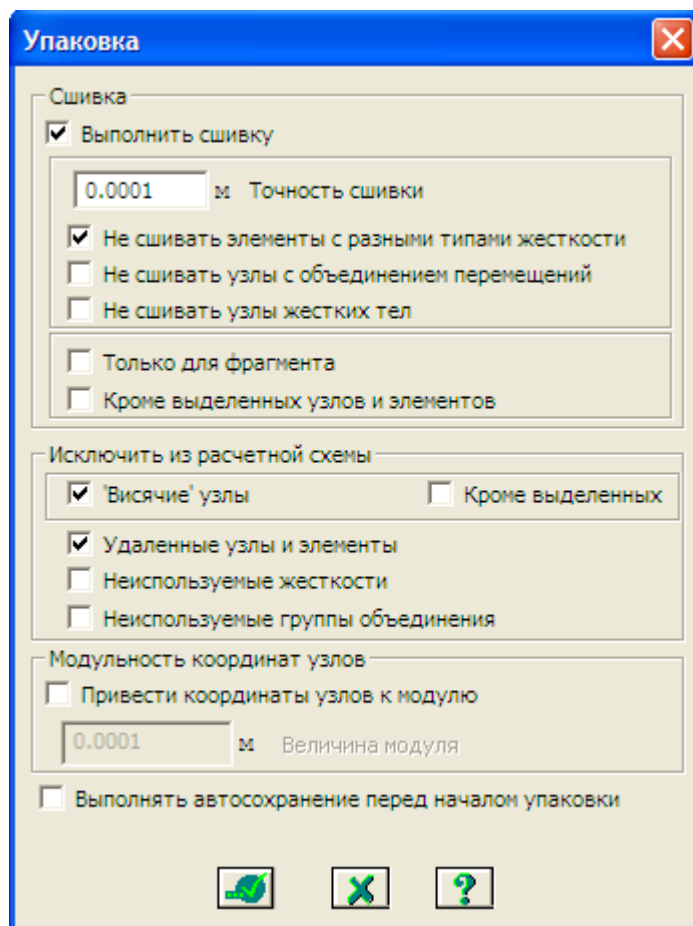 Упаковка
Сшивка
Выполнить сшивку
0.0001 м Точность сшивки
Не сшивать элементы с разными типами жесткости
Не сшивать узлы с объединением перемещений
Не сшивать узлы жестких тел
Только для фрагмента
Кроме выделенных узлов и элементов
Исключить из расчетной схемы
'Висячие' узлы Кроме выделенных
Удаленные узлы и элементы
Неиспользуемые жесткости
Неиспользуемые группы объединения
Модульность координат узлов
Привести координаты узлов к модулю
0.0001 м Величина модуля
Выполнять автосохранение перед началом упаковки
?